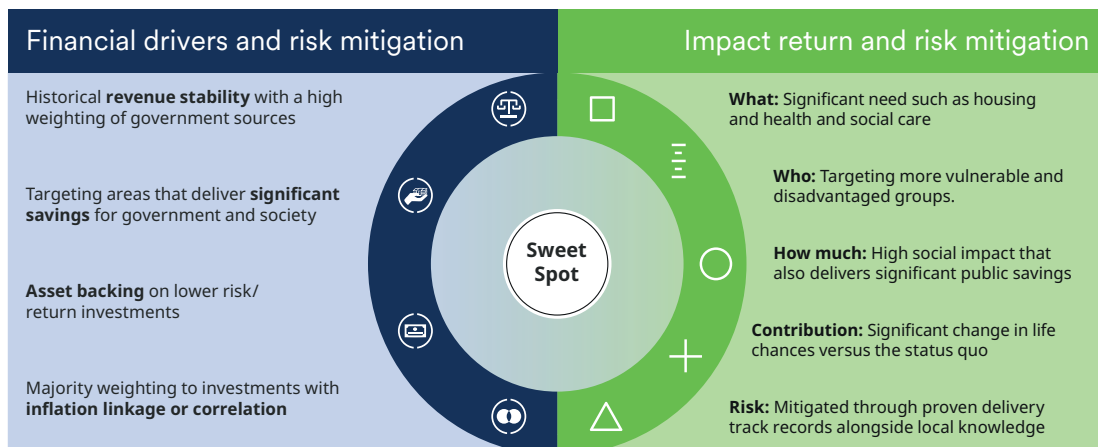 Financial drivers and risk mitigation
Impact return and risk mitigation
Historical revenue stability with a high
weighting of government sources
Targeting areas that deliver significant
savings for government and society
Asset backing on lower risk/
return investments
Majority weighting to investments with
inflation linkage or correlation
Sweet
Spot
What: Significant need such as housing
and health and social care
Who: Targeting more vulnerable and
disadvantaged groups.
How much: High social impact that
also delivers significant public savings
Contribution: Significant change in life
chances versus the status quo
Risk: Mitigated through proven delivery
track records alongside local knowledge